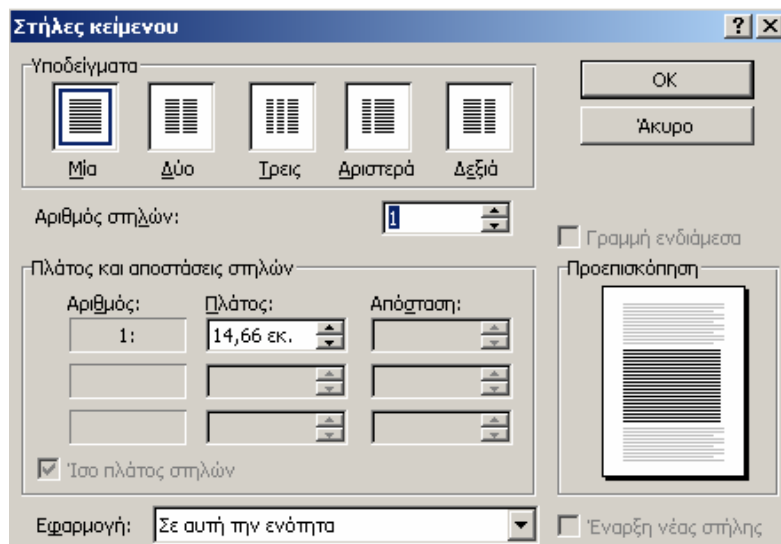 Στήλες κείμενου
Υποδείγματα
Μία Δύο Τρεις Αριστερά Δεξιά
OK
Άκυρο
Αριθμός στηλών: 1
Γραμμή ενδιάμεσα
Πλάτος και αποστάσεις στηλών
Αριθμός: Πλάτος: Απόσταση:
1: 14,66 εκ.
Ίσο πλάτος στηλών
Προεπισκόπηση
Εφαρμογή: Σε αυτή την ενότητα
Έναρξη νέας στήλης